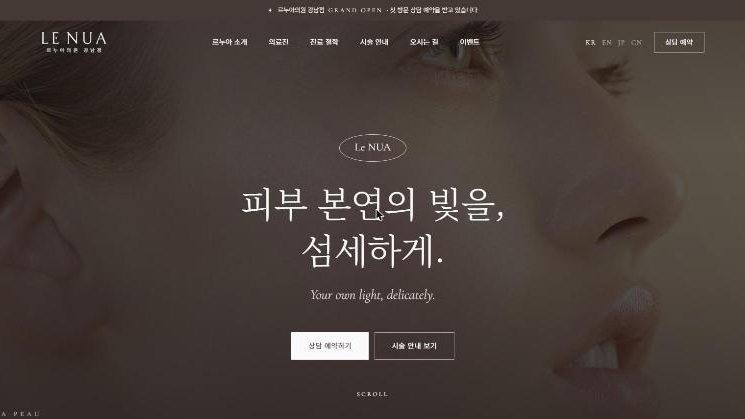 ✦ 르누아의원 강남점 GRAND OPEN · 첫 방문 상담 예약을 받고 있습니다
LE NUA
르누아의원 강남점
르누아 소개 의료진 진료 철학 시술 안내 오시는 길 이벤트
KR EN JP CN
상담 예약
Le NUA
피부 본연의 빛을,
섬세하게.
Your own light, delicately.
상담 예약하기 시술 안내 보기
SCROLL
A PEAU